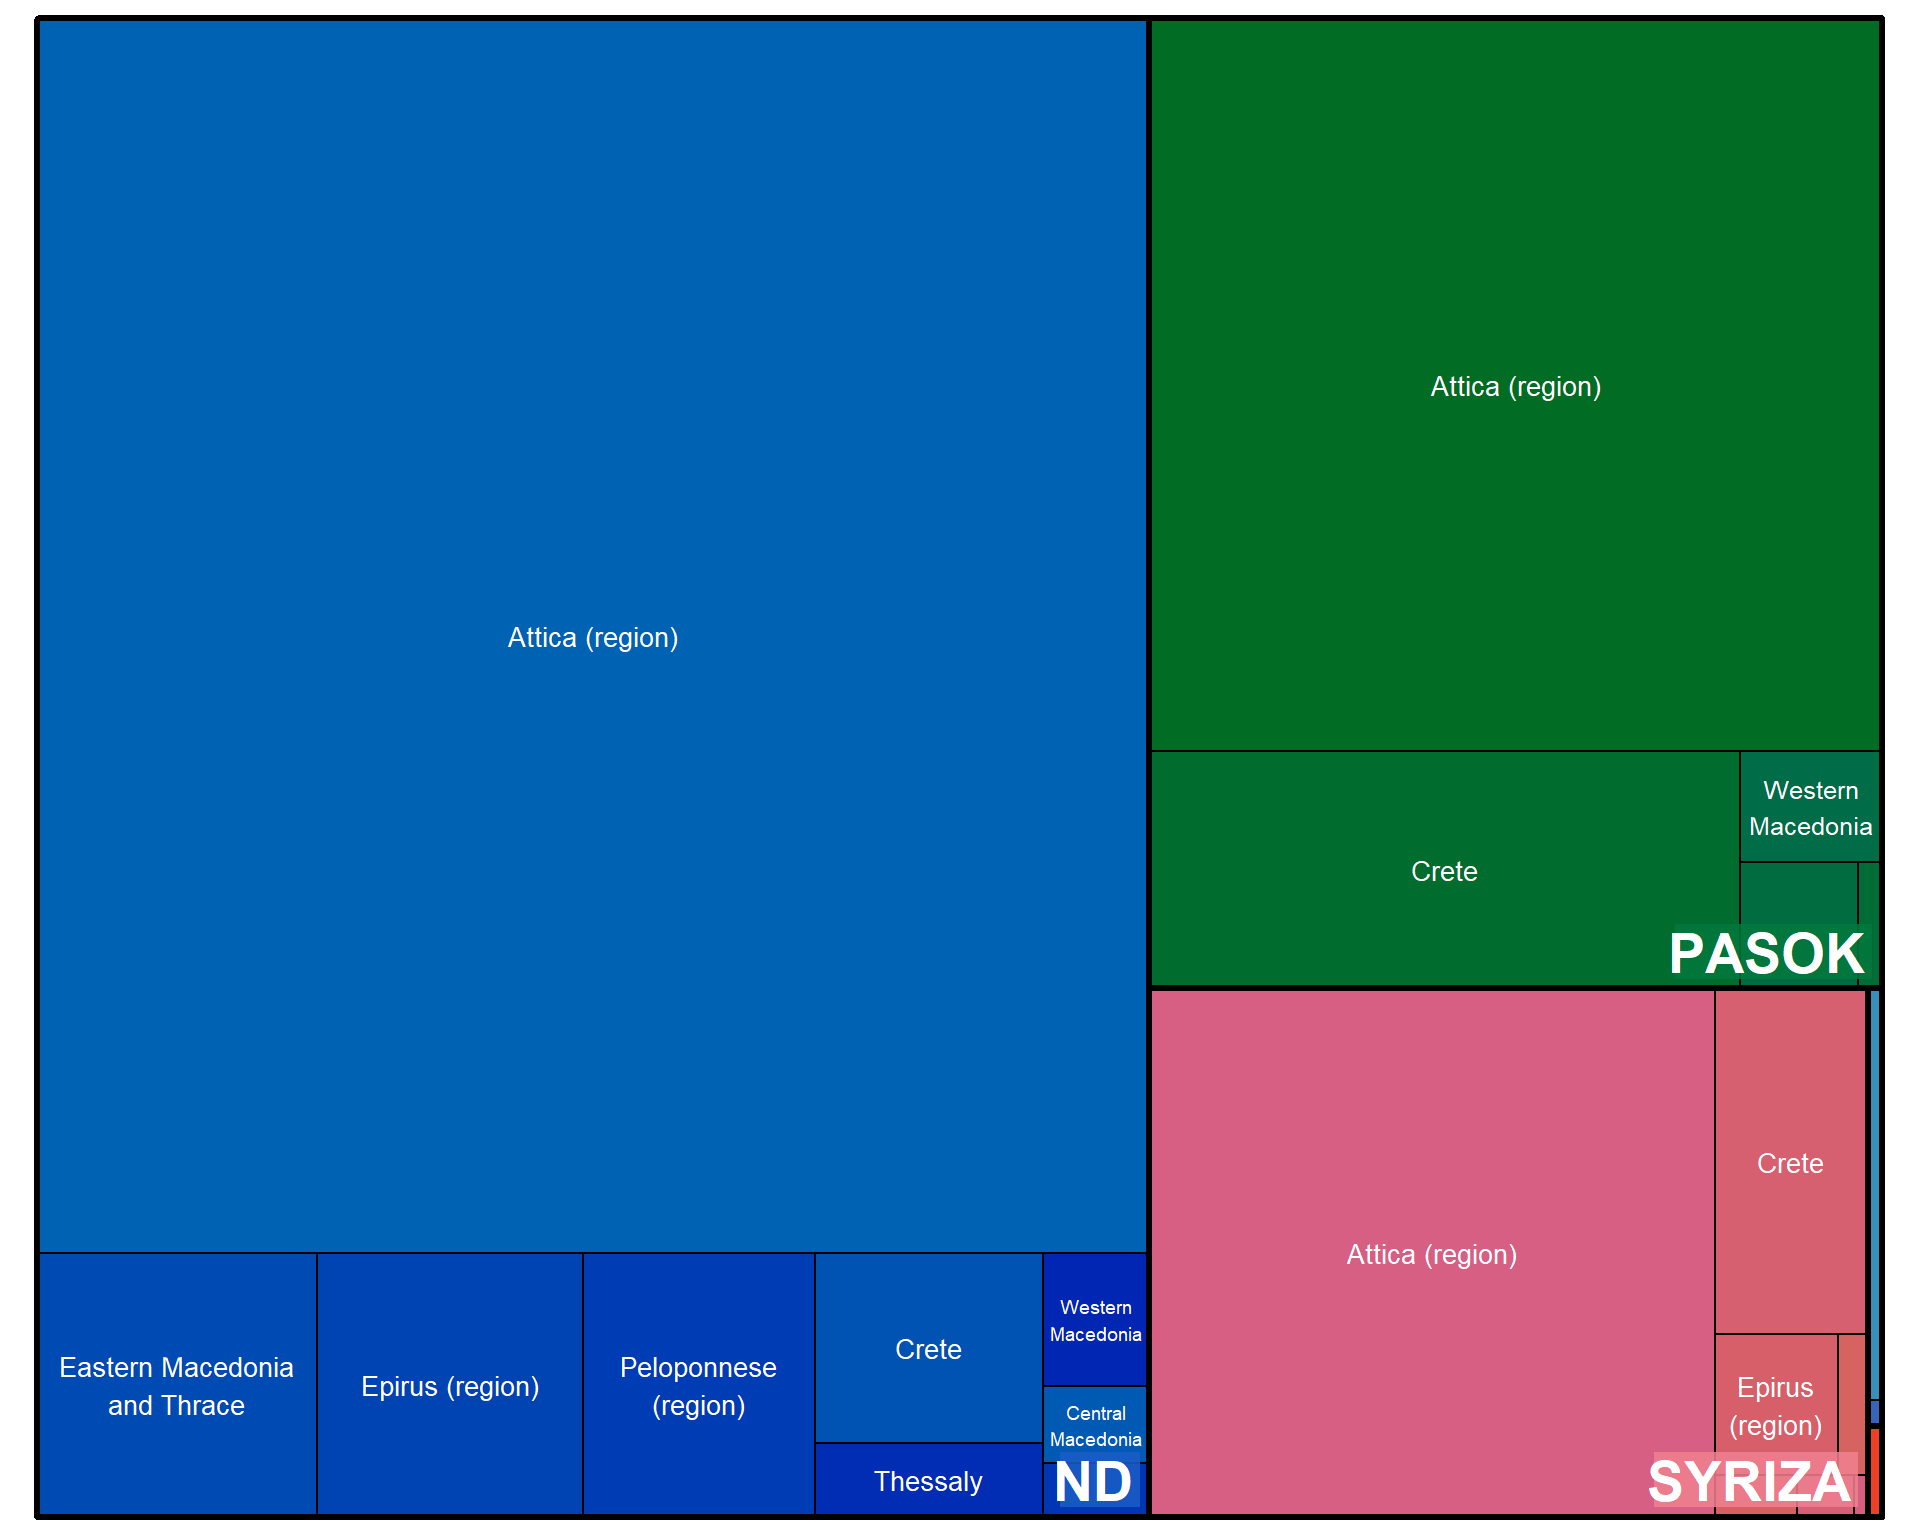 Attica (region)
Eastern Macedonia
and Thrace
Epirus (region)
Peloponnese
(region)
Crete
Thessaly
Western
Macedonia
Central
Macedonia
ND
Attica (region)
Crete
Western
Macedonia
PASOK
Attica (region)
Crete
Epirus
(region)
SYRIZA